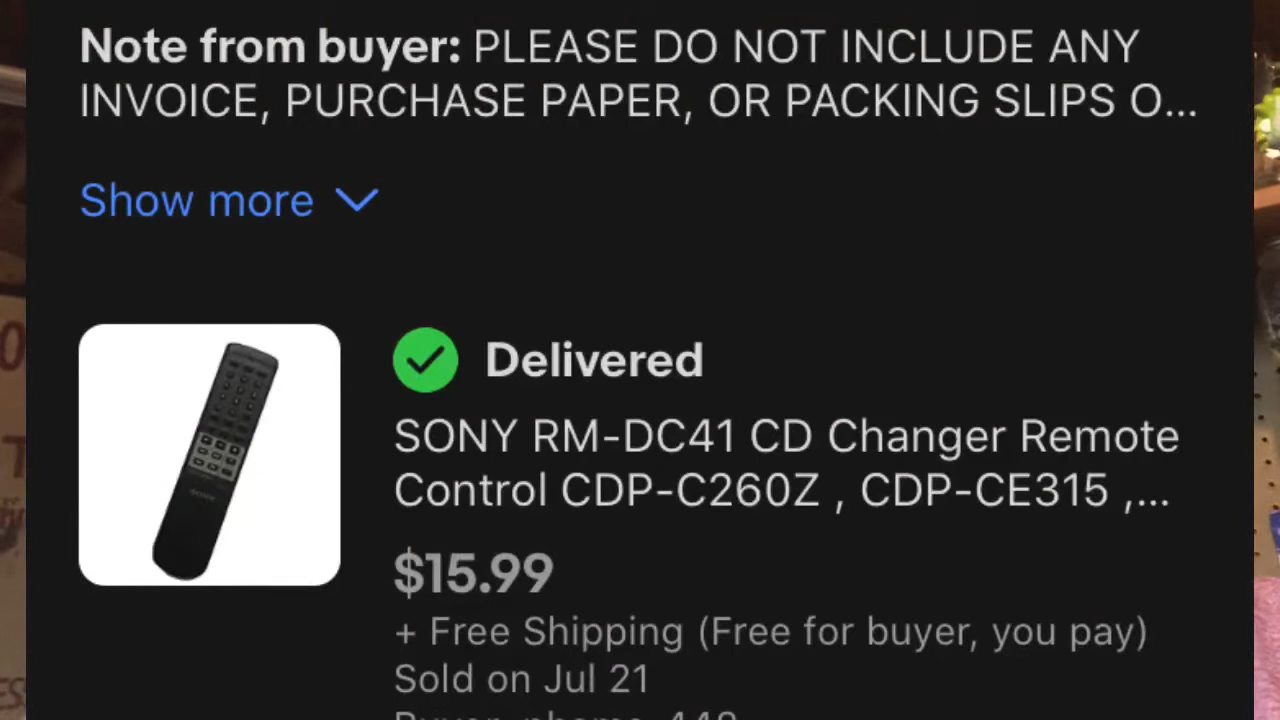 Note from buyer: PLEASE DO NOT INCLUDE ANY
INVOICE, PURCHASE PAPER, OR PACKING SLIPS O...
Show more
Delivered
SONY RM-DC41 CD Changer Remote
Control CDP-C260Z , CDP-CE315 ,...
$15.99
+ Free Shipping (Free for buyer, you pay)
Sold on Jul 21